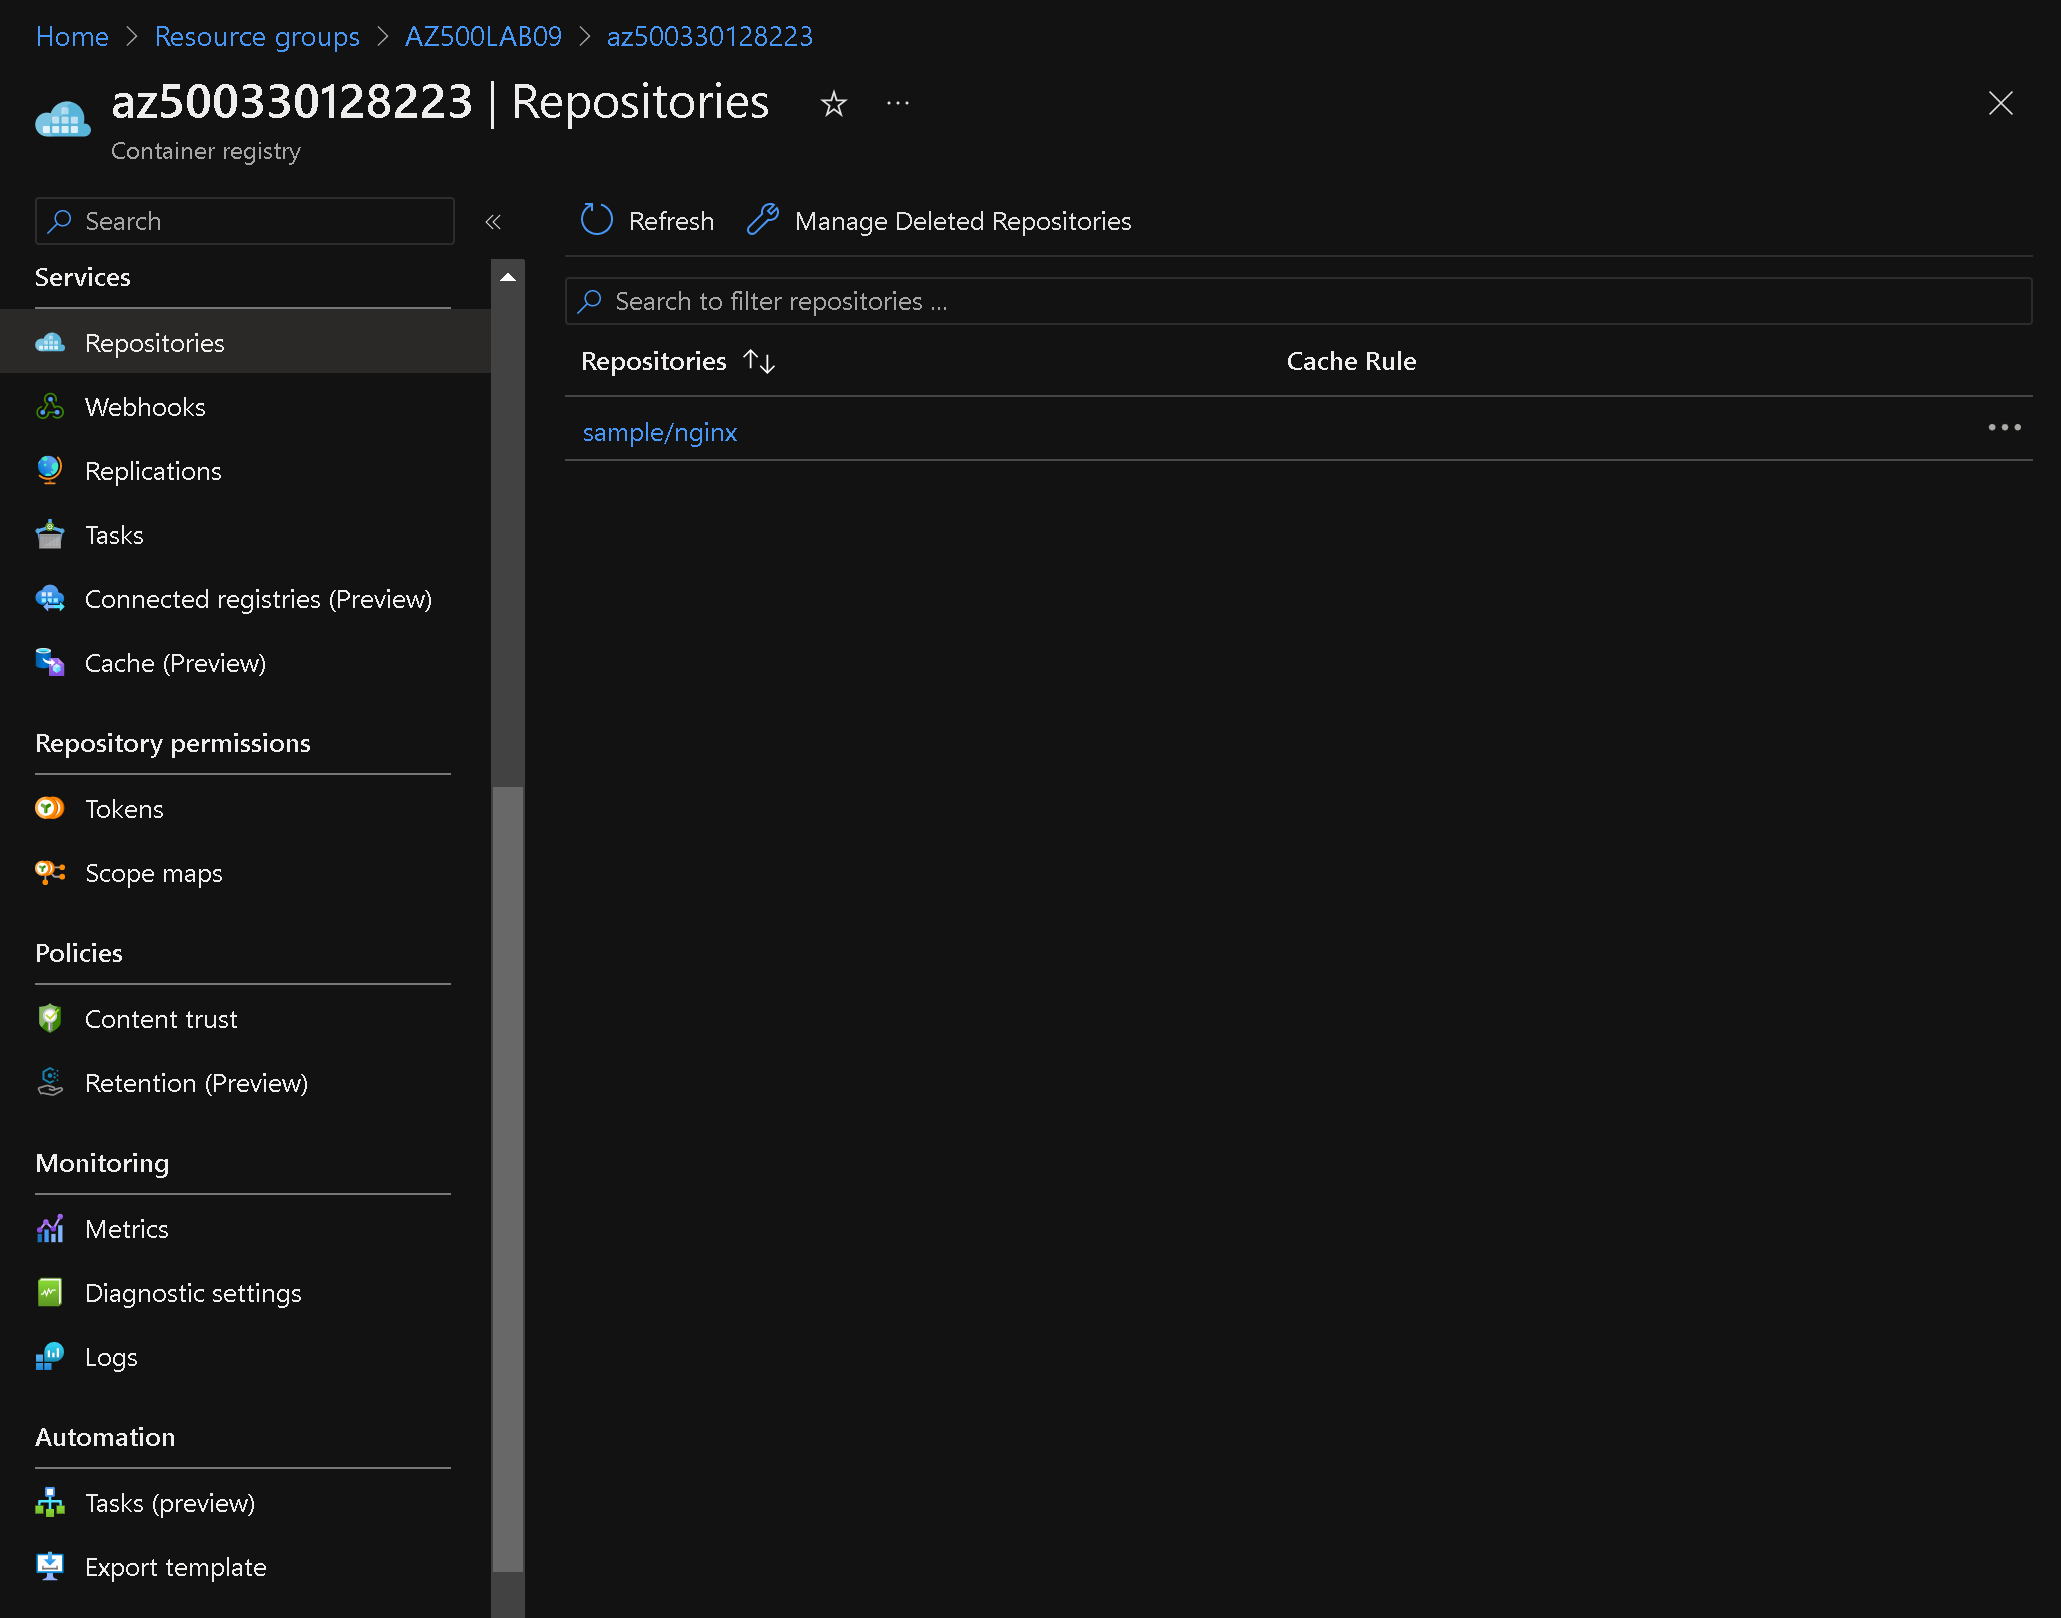 Home > Resource groups > AZ500LAB09 > az500330128223
az500330128223 | Repositories
Container registry
Search
Services
Repositories
Webhooks
Replications
Tasks
Connected registries (Preview)
Cache (Preview)
Repository permissions
Tokens
Scope maps
Policies
Content trust
Retention (Preview)
Monitoring
Metrics
Diagnostic settings
Logs
Automation
Tasks (preview)
Export template
Refresh Manage Deleted Repositories
Search to filter repositories ...
Repositories Cache Rule
sample/nginx